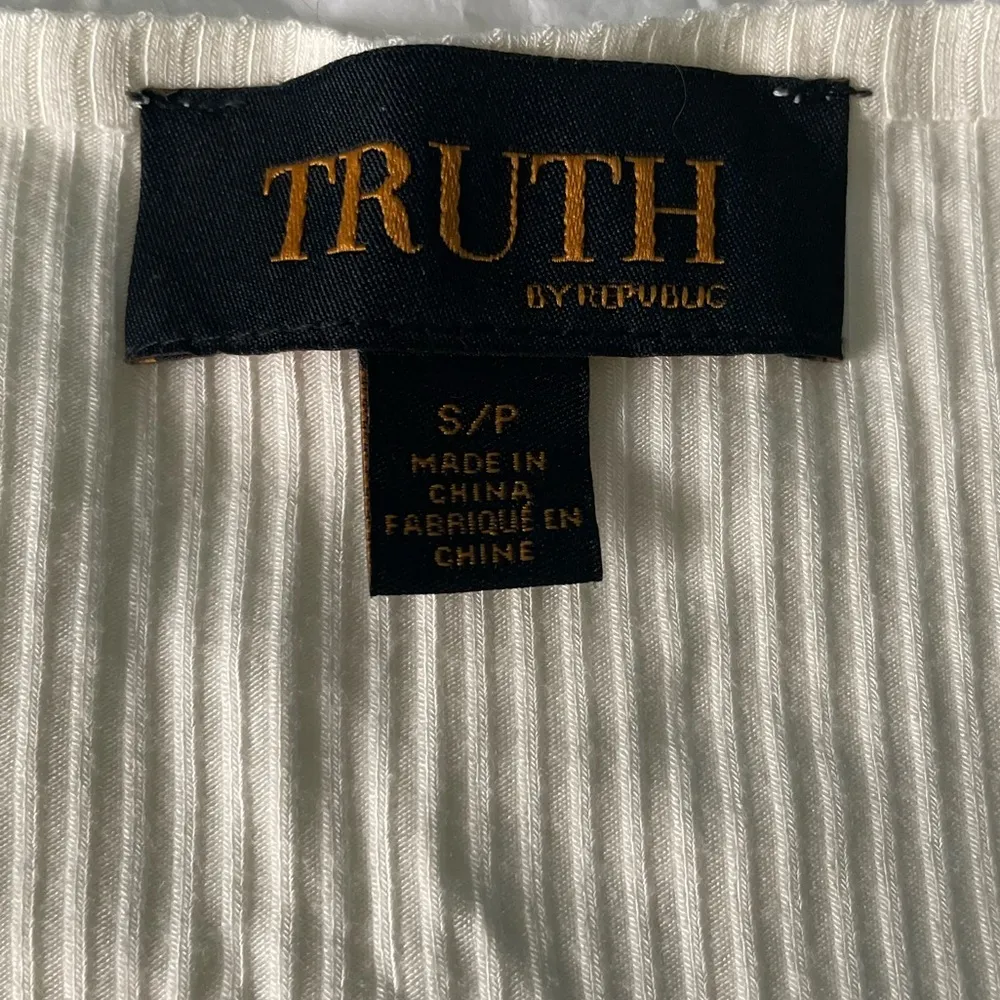 TRUTH
BY REPUBLIC
S/P
MADE IN
CHINA
FABRIQUÉ EN
CHINE